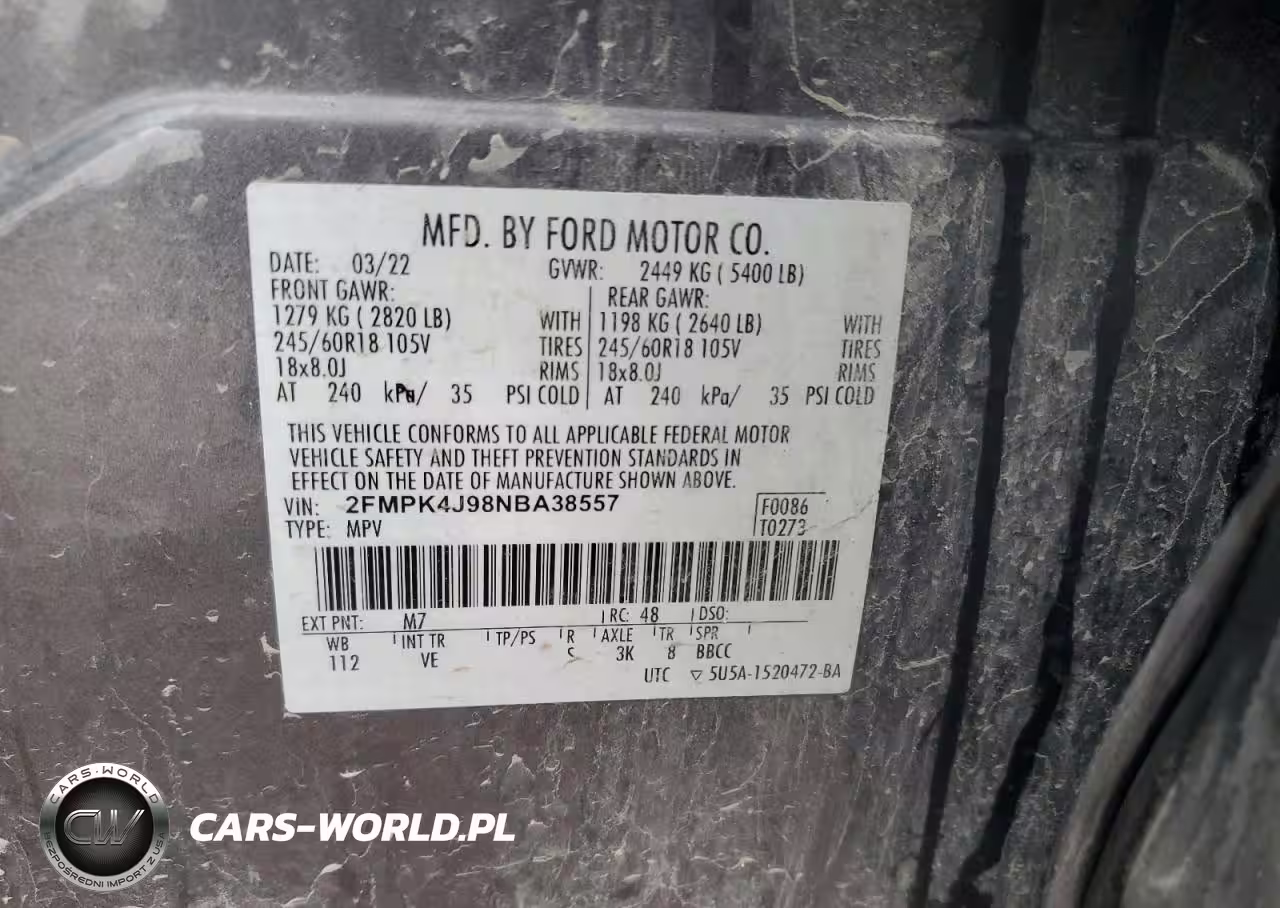 MFD. BY FORD MOTOR CO.
DATE: 03/22 GVWR: 2449 KG ( 5400 LB)
FRONT GAWR: REAR GAWR:
1279 KG ( 2820 LB) WITH 1198 KG ( 2640 LB) WITH
245/60R18 105V TIRES 245/60R18 105V TIRES
18x8.0J RIMS 18x8.0J RIMS
AT 240 kPa/ 35 PSI COLD AT 240 kPa/ 35 PSI COLD
THIS VEHICLE CONFORMS TO ALL APPLICABLE FEDERAL MOTOR
VEHICLE SAFETY AND THEFT PREVENTION STANDARDS IN
EFFECT ON THE DATE OF MANUFACTURE SHOWN ABOVE.
VIN: 2FMPK4J98NBA38557 F0086
TYPE: MPV T0273
EXT PNT: M7 RC: 48 DSO:
WB INT TR TP/PS R AXLE TR SPR
112 VE S 3K 8 BBCC
UTC ▽ 5U5A-1520472-BA
CARS-WORLD
CW
BEZPOŚREDNI IMPORT Z USA
CARS-WORLD.PL